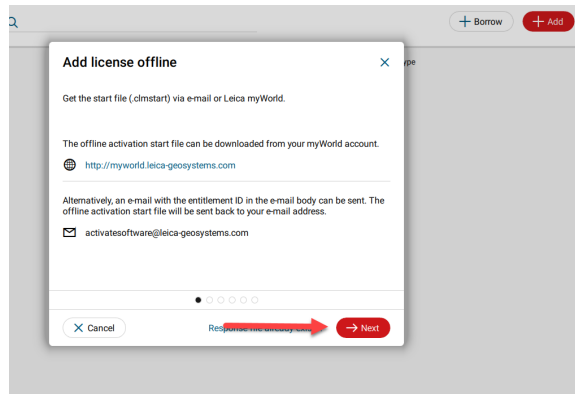 Borrow
Add
Add license offline
ype
Get the start file (.clmstart) via e-mail or Leica myWorld.
The offline activation start file can be downloaded from your myWorld account.
http://myworld.leica-geosystems.com
Alternatively, an e-mail with the entitlement ID in the e-mail body can be sent. The
offline activation start file will be sent back to your e-mail address.
activatesoftware@leica-geosystems.com
Cancel
Response file already
Next